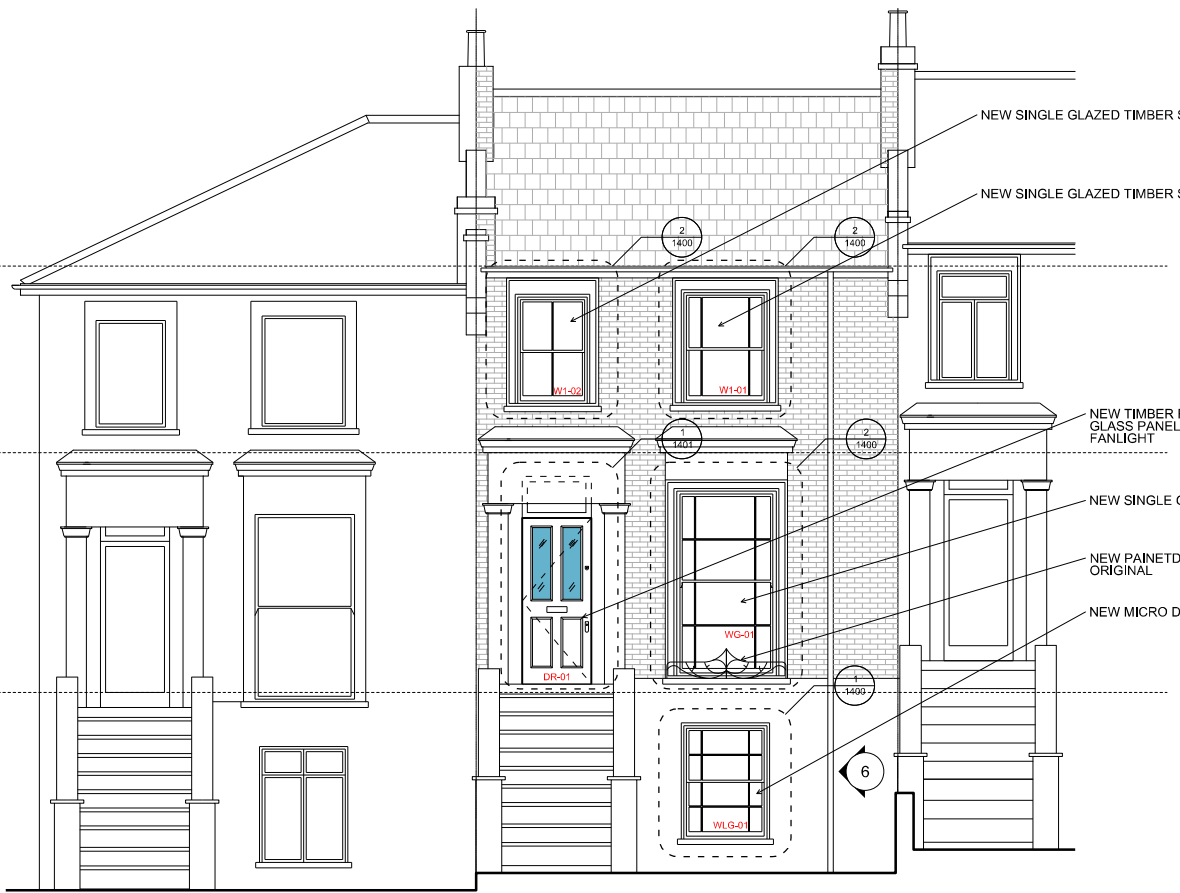 NEW SINGLE GLAZED TIMBER S
NEW SINGLE GLAZED TIMBER S
2
1400
2
1400
W1-02
W1-01
NEW TIMBER
GLASS PANEL
FANLIGHT
1
1401
2
1400
NEW SINGLE
NEW PAINETD
ORIGINAL
NEW MICRO D
WG-01
DR-01
1
1400
6
WLG-01